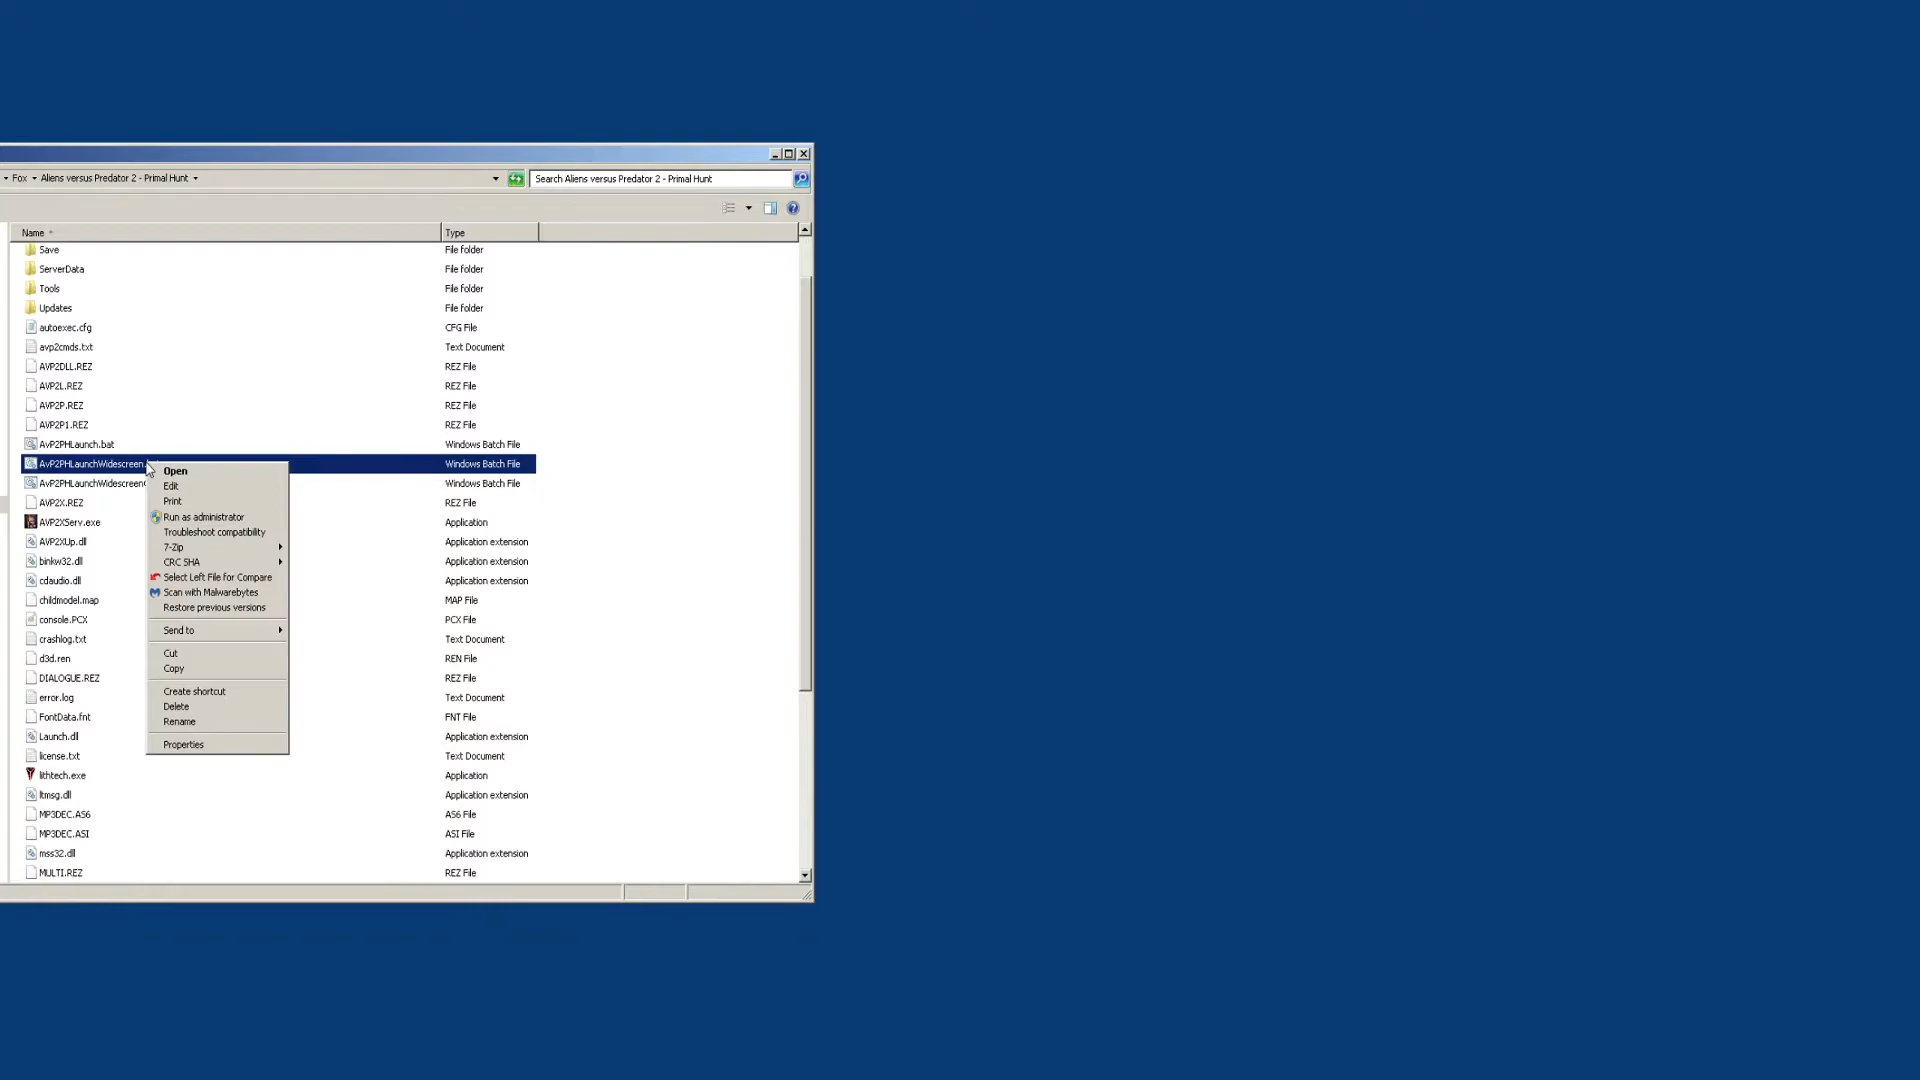 Fox Aliens versus Predator 2 - Primal Hunt
Search Aliens versus Predator 2 - Primal Hunt
Name Type
Save File folder
ServerData File folder
Tools File folder
Updates File folder
autoexec.cfg CFG File
avp2cmds.txt Text Document
AVP2DLL.REZ REZ File
AVP2L.REZ REZ File
AVP2P.REZ REZ File
AVP2P1.REZ REZ File
AvP2PHLaunch.bat Windows Batch File
AvP2PHLaunchWidescreen. Windows Batch File
AvP2PHLaunchWidescreen Windows Batch File
AVP2X.REZ REZ File
AVP2XServ.exe Application
AVP2XUp.dll Application extension
binkw32.dll Application extension
cdaudio.dll Application extension
childmodel.map MAP File
console.PCX PCX File
crashlog.txt Text Document
d3d.ren REN File
DIALOGUE.REZ REZ File
error.log Text Document
FontData.fnt FNT File
Launch.dll Application extension
license.txt Text Document
lithtech.exe Application
ltmsg.dll Application extension
MP3DEC.AS6 AS6 File
MP3DEC.ASI ASI File
mss32.dll Application extension
MULTI.REZ REZ File
Open
Edit
Print
Run as administrator
Troubleshoot compatibility
7-Zip
CRC SHA
Select Left File for Compare
Scan with Malwarebytes
Restore previous versions
Send to
Cut
Copy
Create shortcut
Delete
Rename
Properties